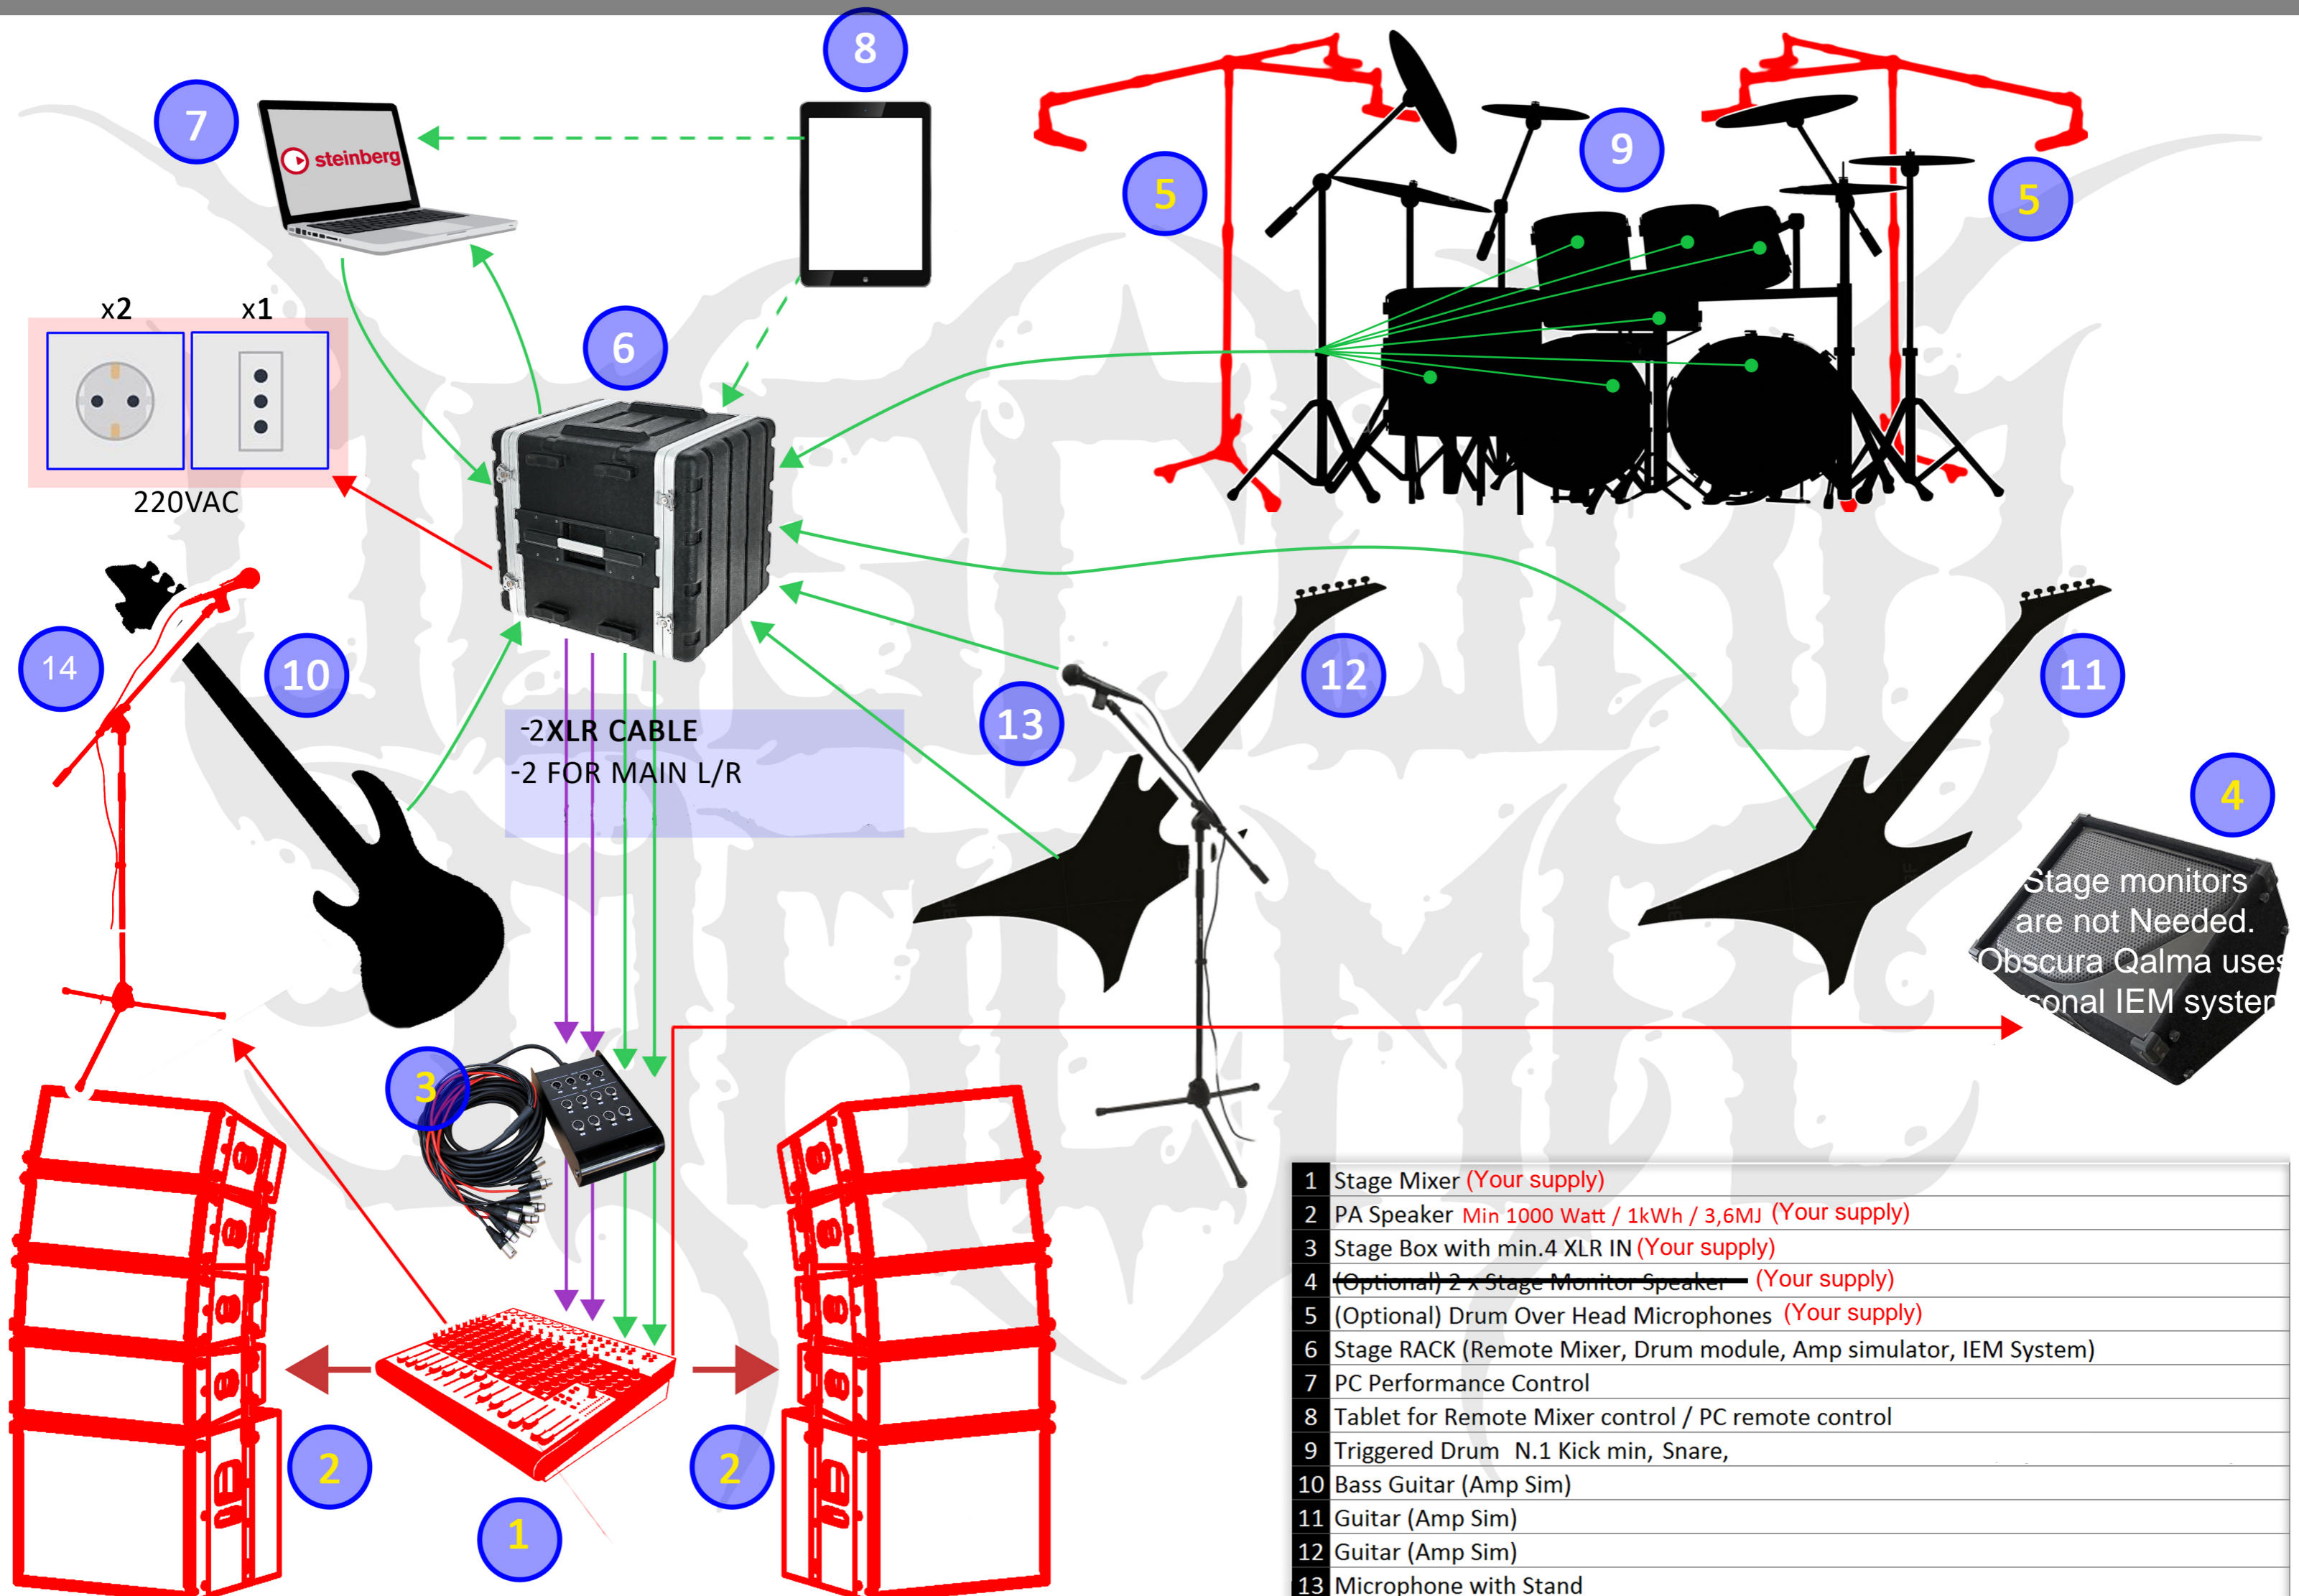 8
7
steinberg
9
5
5
x2
x1
6
220VAC
14
10
12
11
13
-2XLR CABLE
-2 FOR MAIN L/R
4
Stage monitors
are not Needed.
Obscura Qalma uses
sonal IEM system
3
2
2
1
1 Stage Mixer (Your supply)
2 PA Speaker Min 1000 Watt / 1kWh / 3,6MJ (Your supply)
3 Stage Box with min.4 XLR IN (Your supply)
4 (Optional) 2 x Stage Monitor Speaker (Your supply)
5 (Optional) Drum Over Head Microphones (Your supply)
6 Stage RACK (Remote Mixer, Drum module, Amp simulator, IEM System)
7 PC Performance Control
8 Tablet for Remote Mixer control / PC remote control
9 Triggered Drum N.1 Kick min, Snare,
10 Bass Guitar (Amp Sim)
11 Guitar (Amp Sim)
12 Guitar (Amp Sim)
13 Microphone with Stand